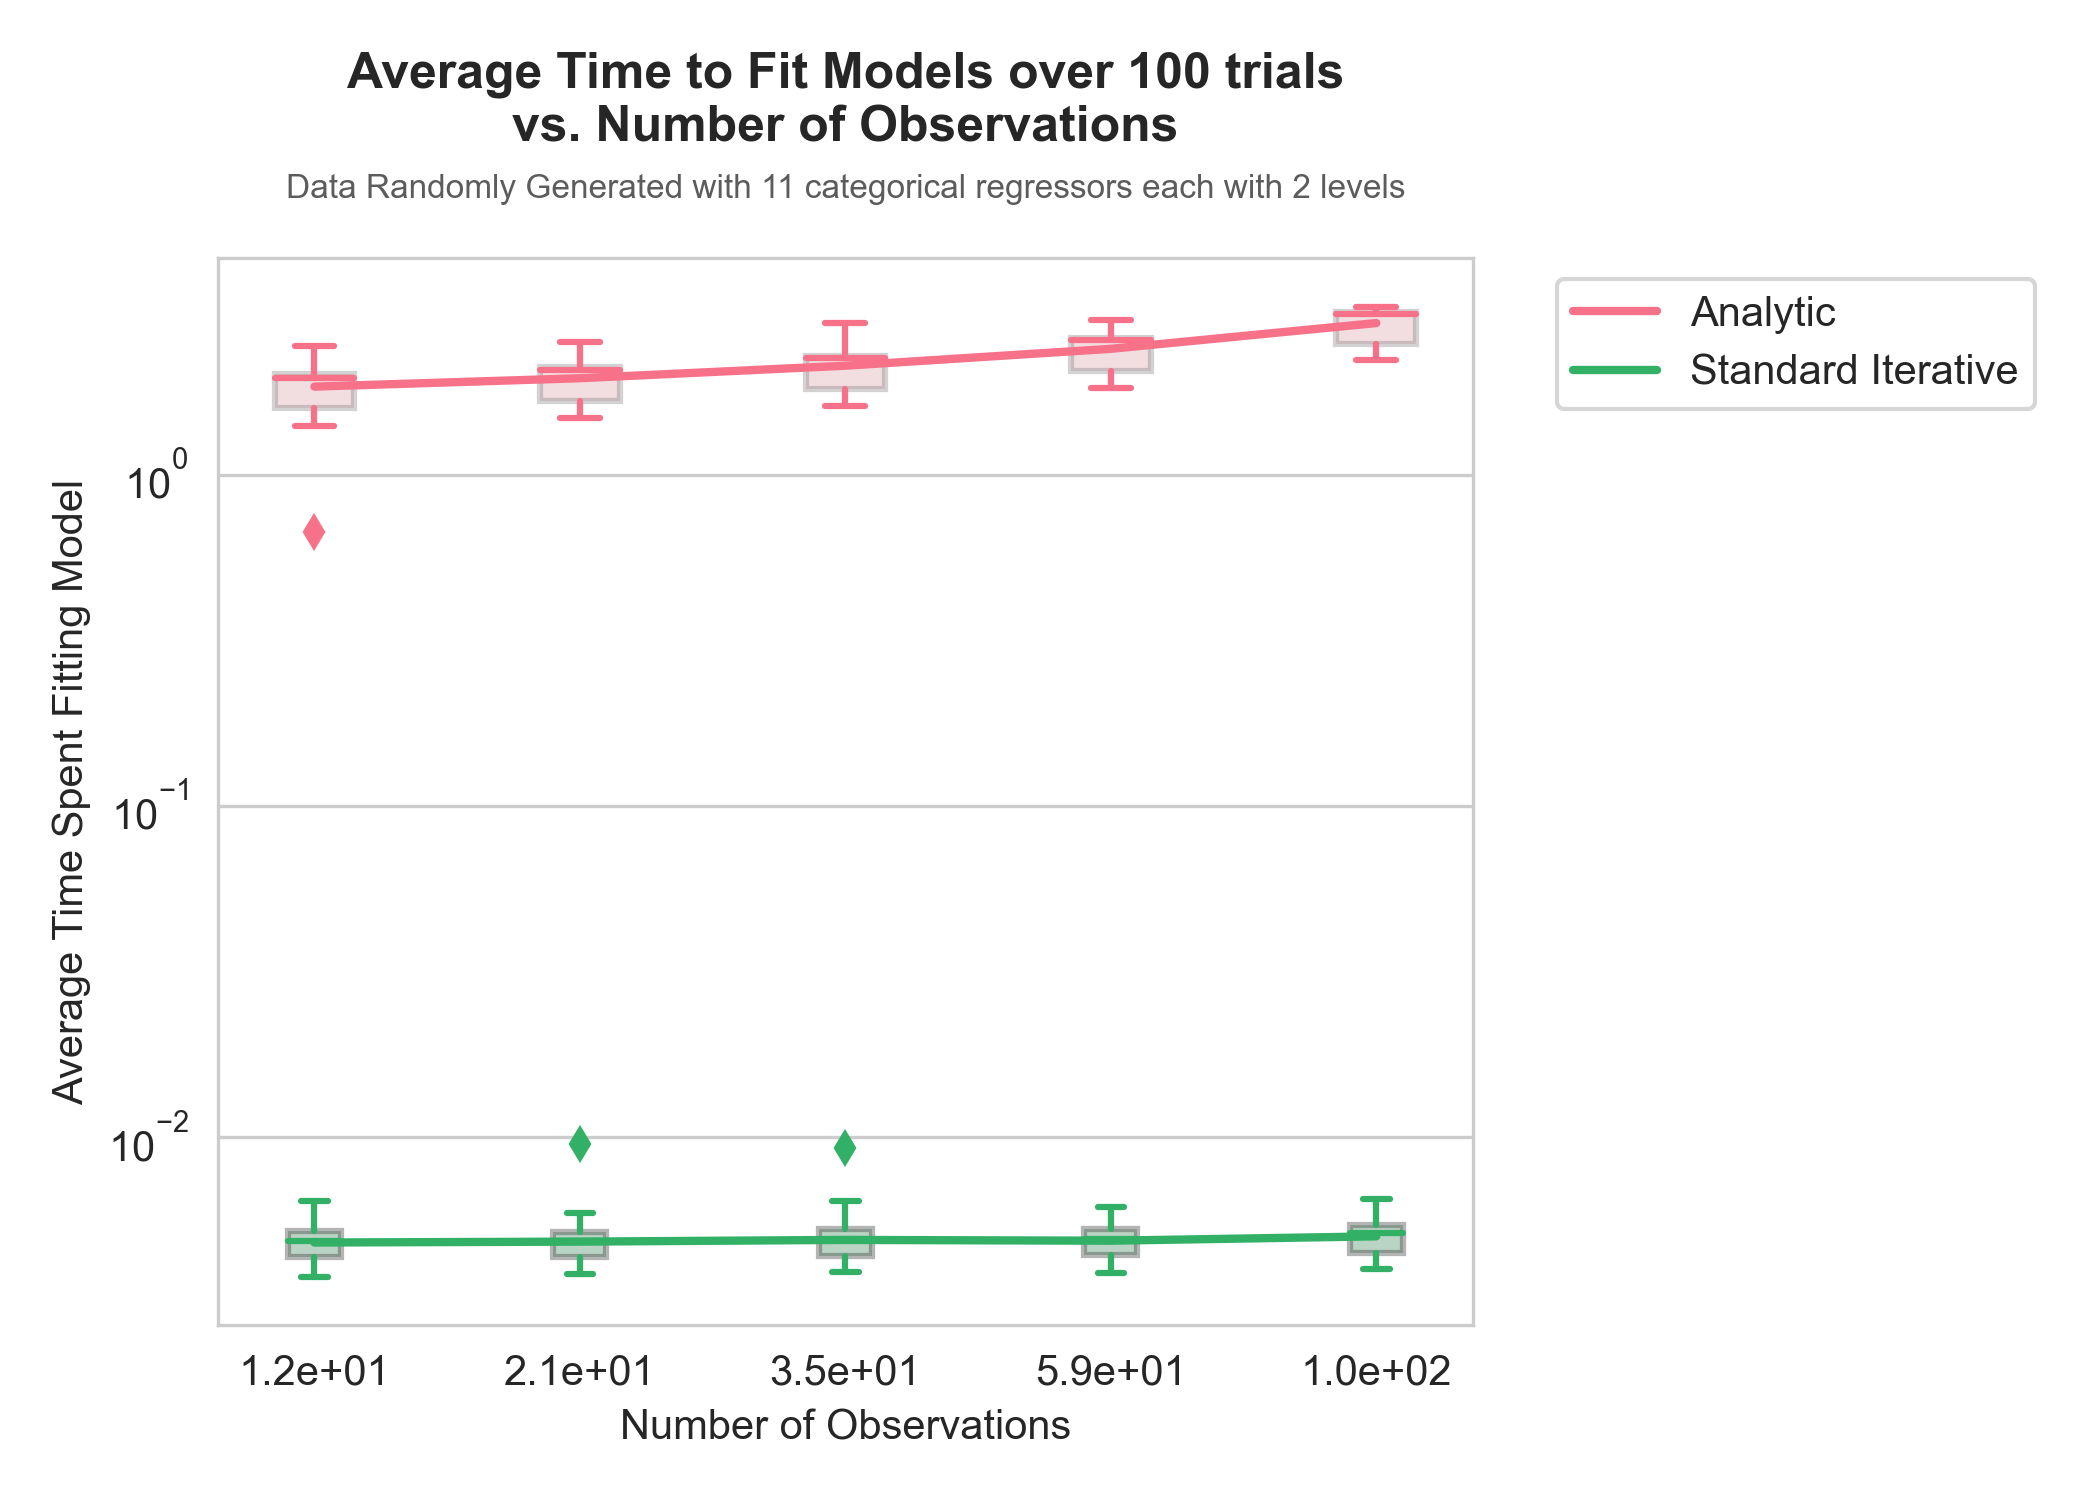 Average Time to Fit Models over 100 trials
vs. Number of Observations
Data Randomly Generated with 11 categorical regressors each with 2 levels
Analytic
Standard Iterative
Average Time Spent Fitting Model
10⁰
10⁻¹
10⁻²
1.2e+01 2.1e+01 3.5e+01 5.9e+01 1.0e+02
Number of Observations